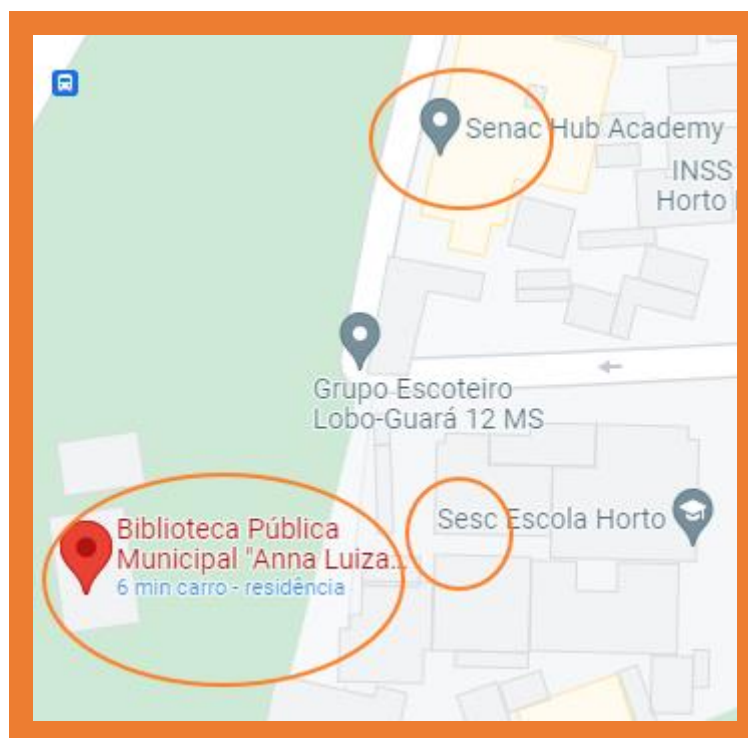 Senac Hub Academy
INSS
Horto
Grupo Escoteiro
Lobo-Guará 12 MS
Sesc Escola Horto
Biblioteca Pública
Municipal "Anna Luiza...
6 min carro - residência